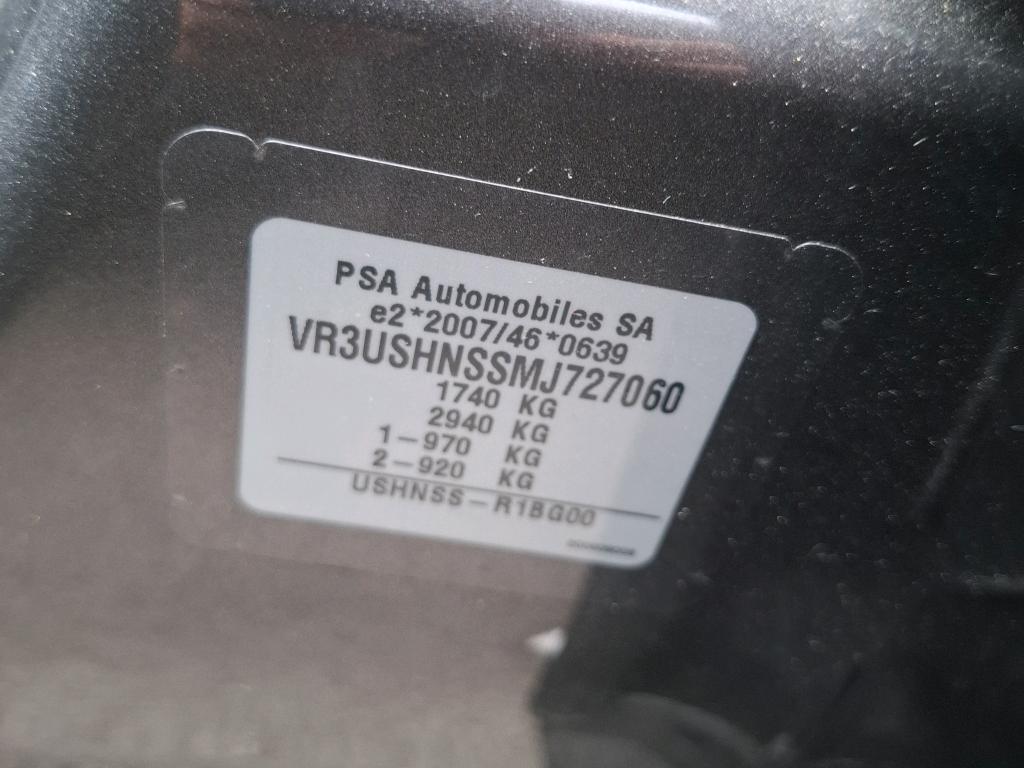 PSA Automobiles SA
e2*2007/46*0639
VR3USHNSSMJ727060
1740 KG
2940 KG
1-970 KG
2-920 KG
USHNSS-R1BG00